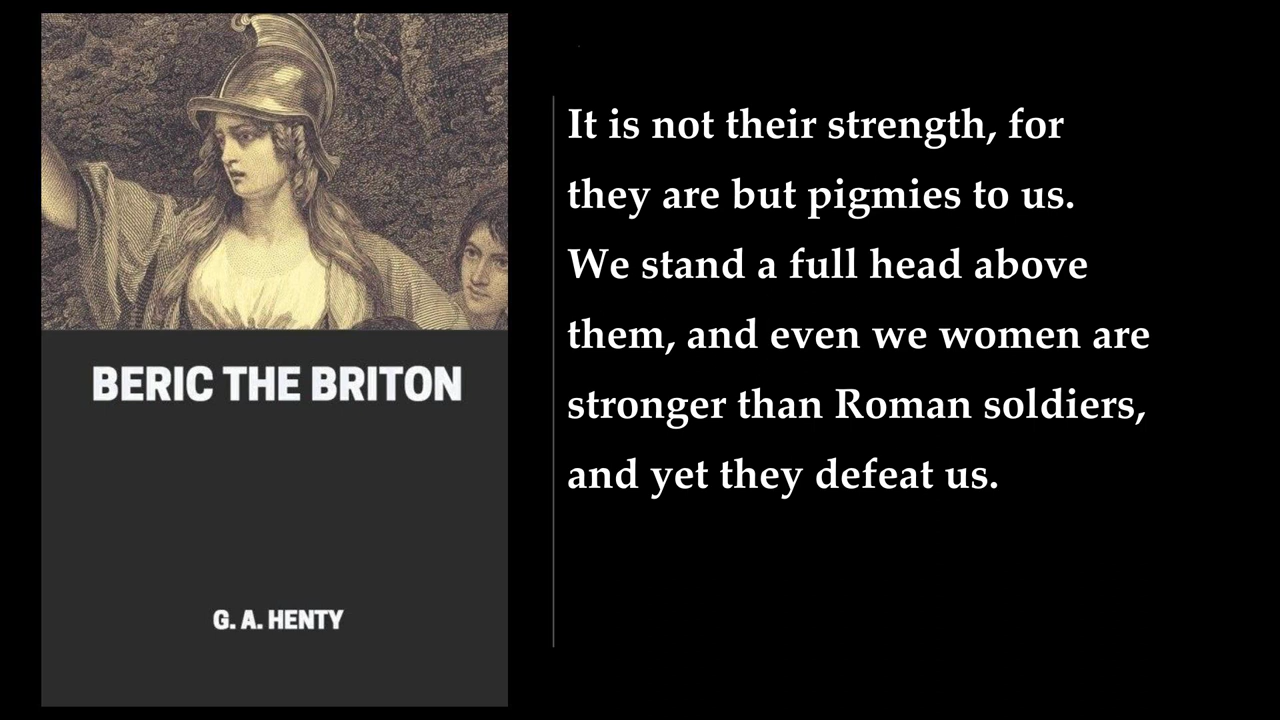 BERIC THE BRITON
G. A. HENTY
It is not their strength, for
they are but pigmies to us.
We stand a full head above
them, and even we women are
stronger than Roman soldiers,
and yet they defeat us.